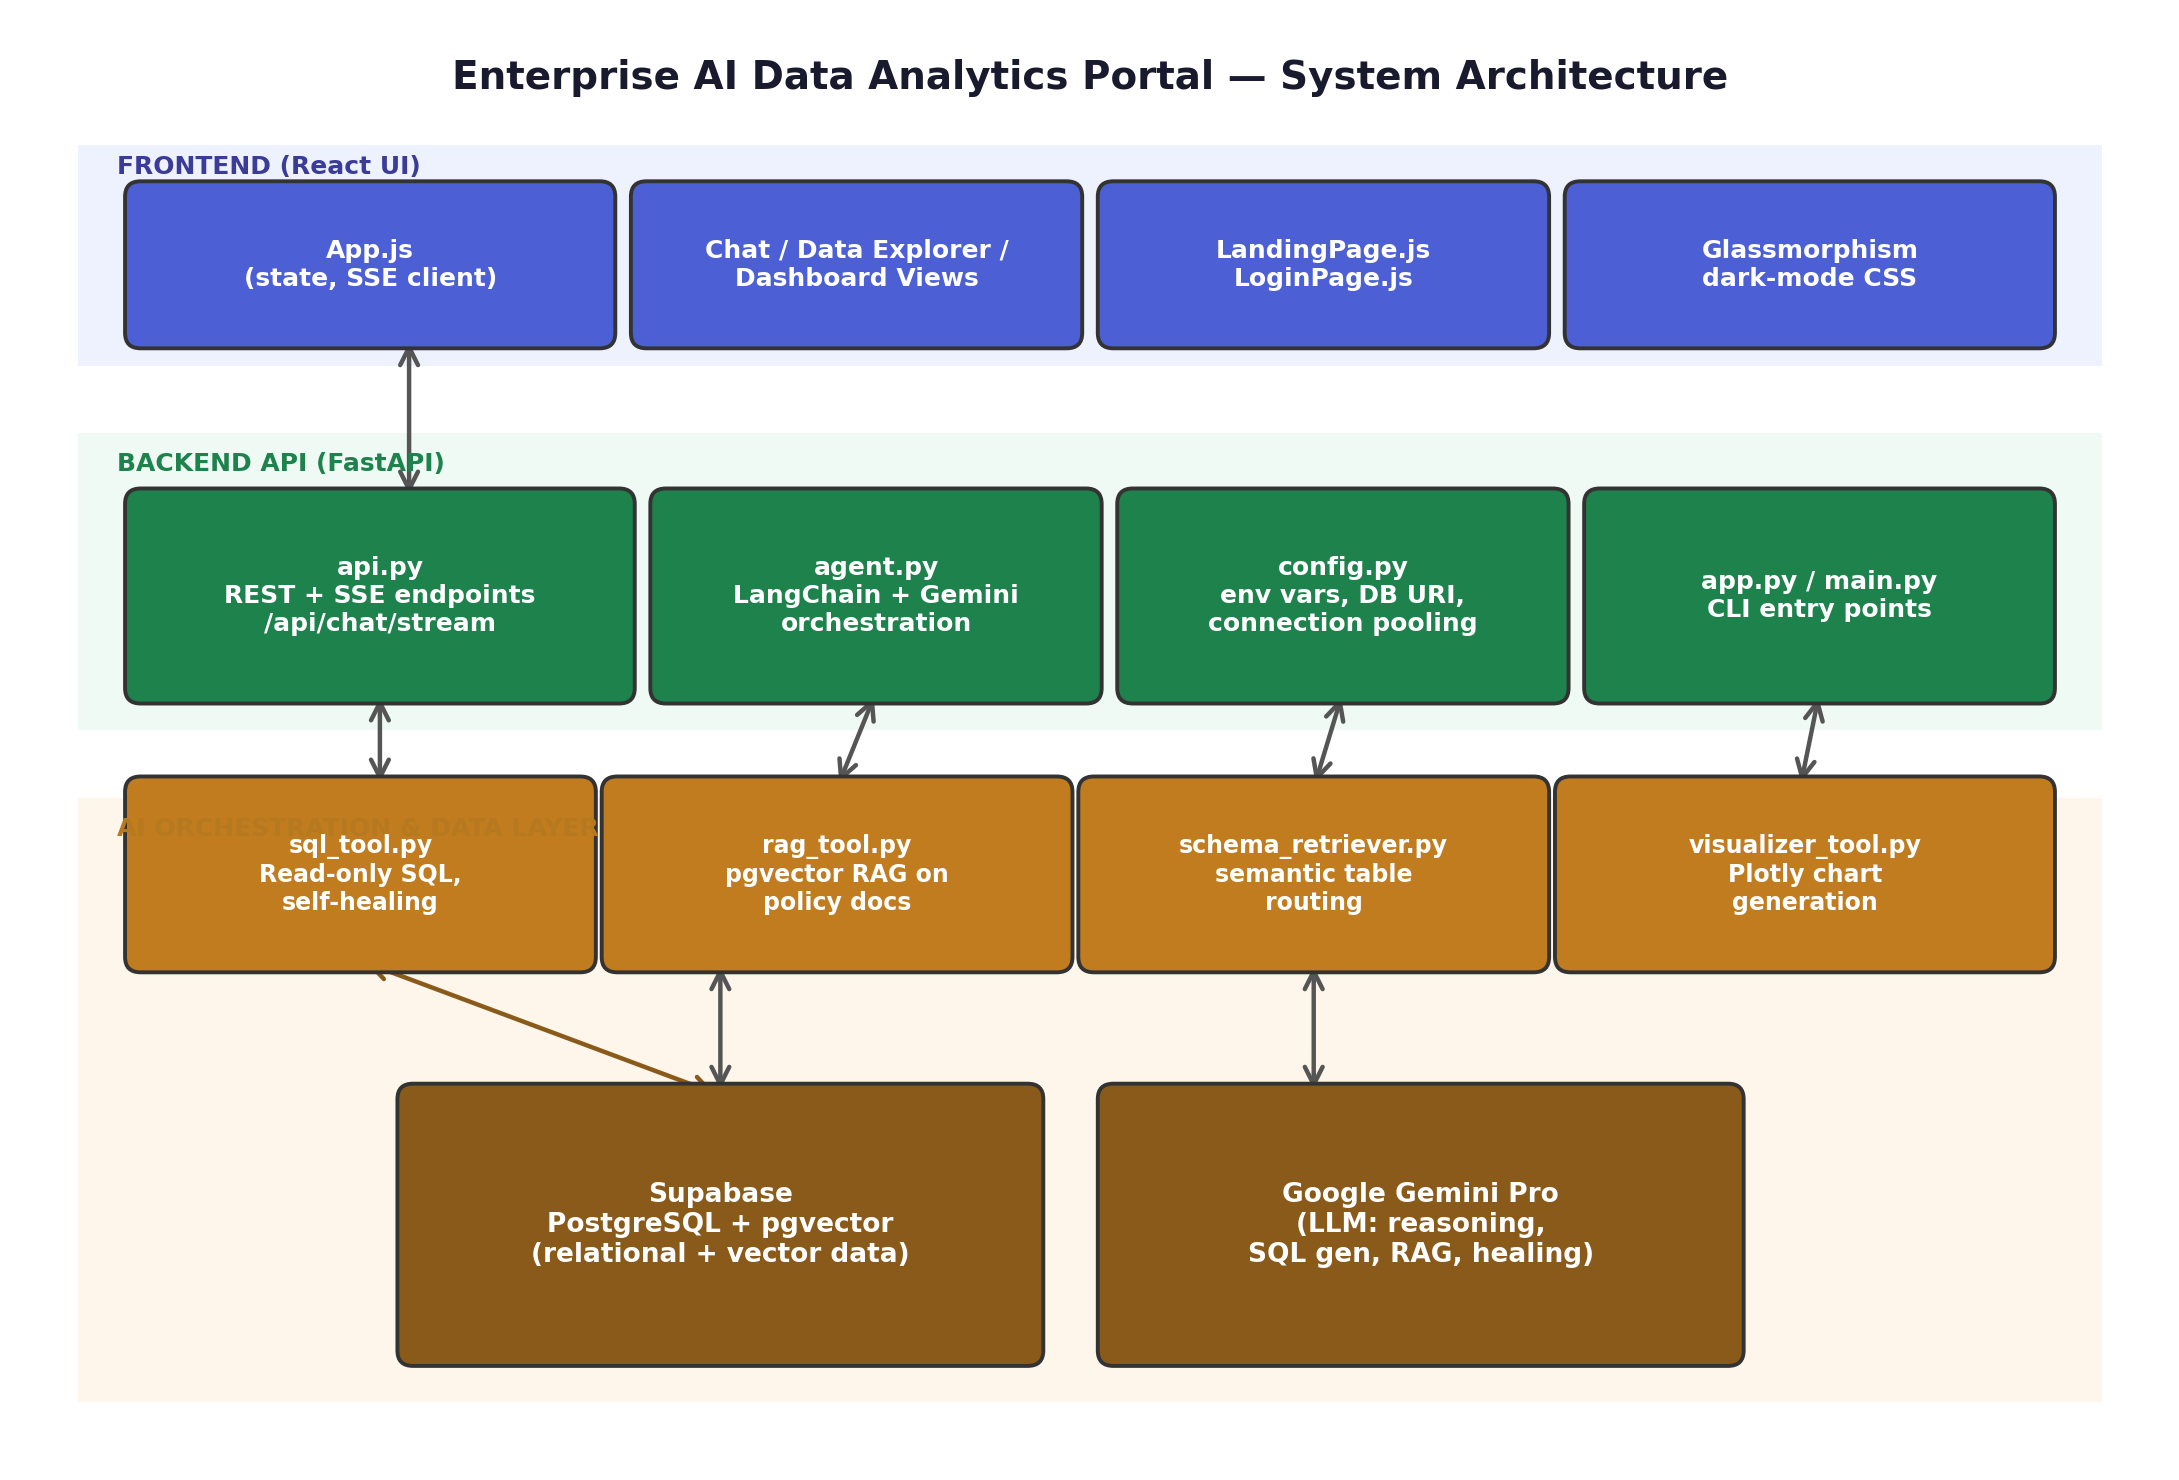 Enterprise AI Data Analytics Portal — System Architecture
FRONTEND (React UI)
App.js
(state, SSE client)
Chat / Data Explorer /
Dashboard Views
LandingPage.js
LoginPage.js
Glassmorphism
dark-mode CSS
BACKEND API (FastAPI)
api.py
REST + SSE endpoints
/api/chat/stream
agent.py
LangChain + Gemini
orchestration
config.py
env vars, DB URI,
connection pooling
app.py / main.py
CLI entry points
AI ORCHESTRATION & DATA LAYER
sql_tool.py
Read-only SQL,
self-healing
rag_tool.py
pgvector RAG on
policy docs
schema_retriever.py
semantic table
routing
visualizer_tool.py
Plotly chart
generation
Supabase
PostgreSQL + pgvector
(relational + vector data)
Google Gemini Pro
(LLM: reasoning,
SQL gen, RAG, healing)